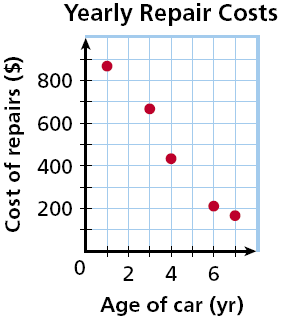 Yearly Repair Costs
Cost of repairs ($)
800
600
400
200
0
2 4 6
Age of car (yr)